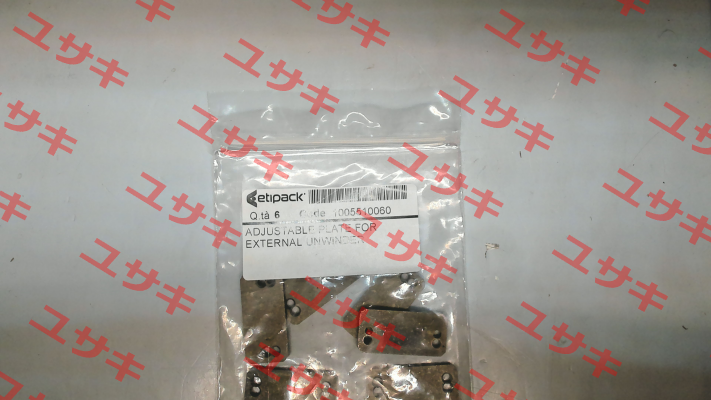 etipack
Q.tà 6 Code 1005510060
ADJUSTABLE PLATE FOR
EXTERNAL UNWINDER
ユサキ